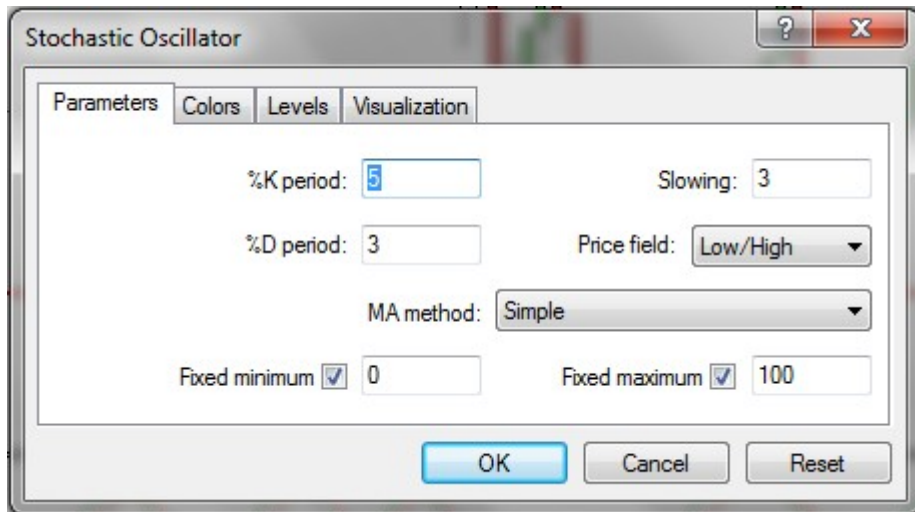 Stochastic Oscillator
?
X
Parameters Colors Levels Visualization
%K period: 5 Slowing: 3
%D period: 3 Price field: Low/High
MA method: Simple
Fixed minimum 0 Fixed maximum 100
OK Cancel Reset